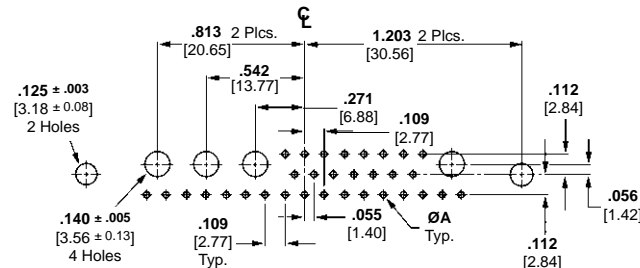 ℄
.813 2 Plcs.
[20.65]
1.203 2 Plcs.
[30.56]
.542
[13.77]
.112
[2.84]
.125 ± .003
[3.18 ± 0.08]
2 Holes
.271
[6.88]
.109
[2.77]
.140 ± .005
[3.56 ± 0.13]
4 Holes
.109
[2.77]
Typ.
.055
[1.40]
ØA
Typ.
.056
[1.42]
.112
[2.84]